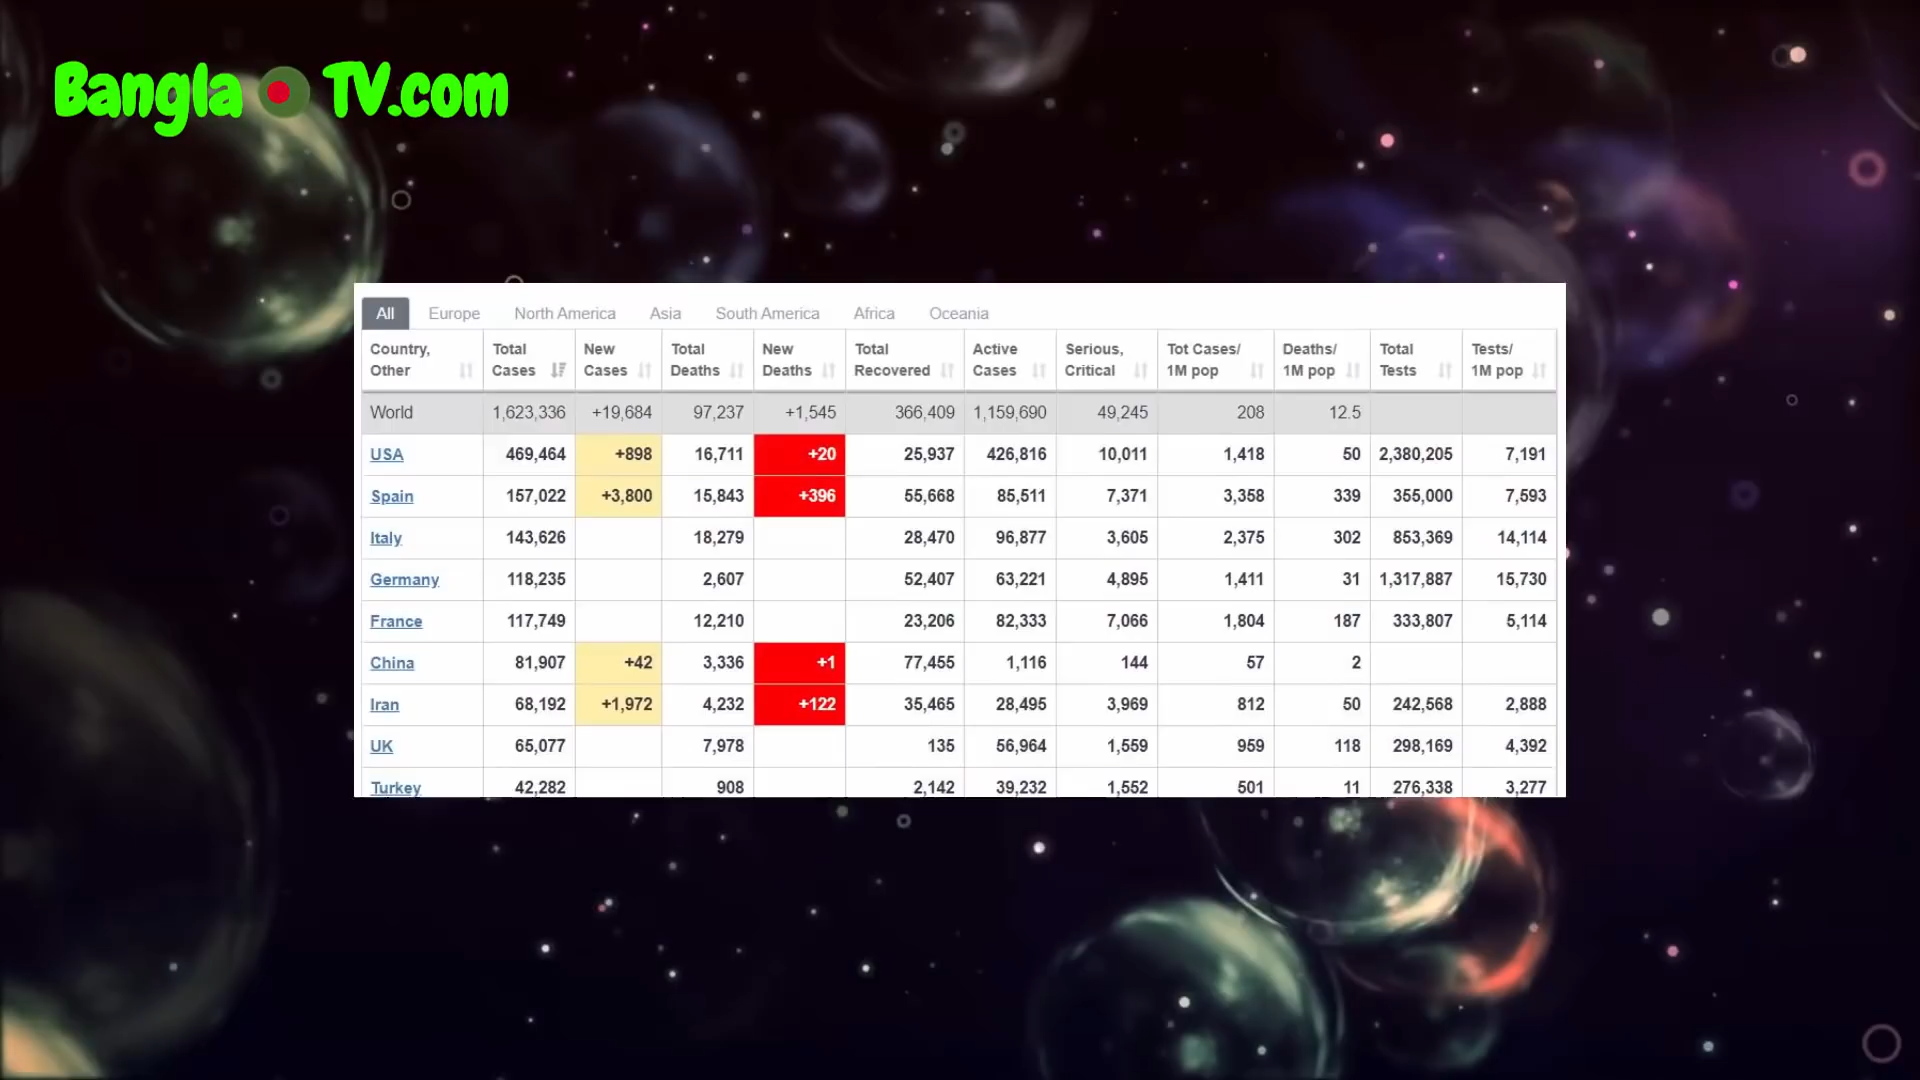 Bangla TV.com
All Europe North America Asia South America Africa Oceania
Country, Other Total Cases New Cases Total Deaths New Deaths Total Recovered Active Cases Serious, Critical Tot Cases/ 1M pop Deaths/ 1M pop Total Tests Tests/ 1M pop
World 1,623,336 +19,684 97,237 +1,545 366,409 1,159,690 49,245 208 12.5
USA 469,464 +898 16,711 +20 25,937 426,816 10,011 1,418 50 2,380,205 7,191
Spain 157,022 +3,800 15,843 +396 55,668 85,511 7,371 3,358 339 355,000 7,593
Italy 143,626 18,279 28,470 96,877 3,605 2,375 302 853,369 14,114
Germany 118,235 2,607 52,407 63,221 4,895 1,411 31 1,317,887 15,730
France 117,749 12,210 23,206 82,333 7,066 1,804 187 333,807 5,114
China 81,907 +42 3,336 +1 77,455 1,116 144 57 2
Iran 68,192 +1,972 4,232 +122 35,465 28,495 3,969 812 50 242,568 2,888
UK 65,077 7,978 135 56,964 1,559 959 118 298,169 4,392
Turkey 42,282 908 2,142 39,232 1,552 501 11 276,338 3,277